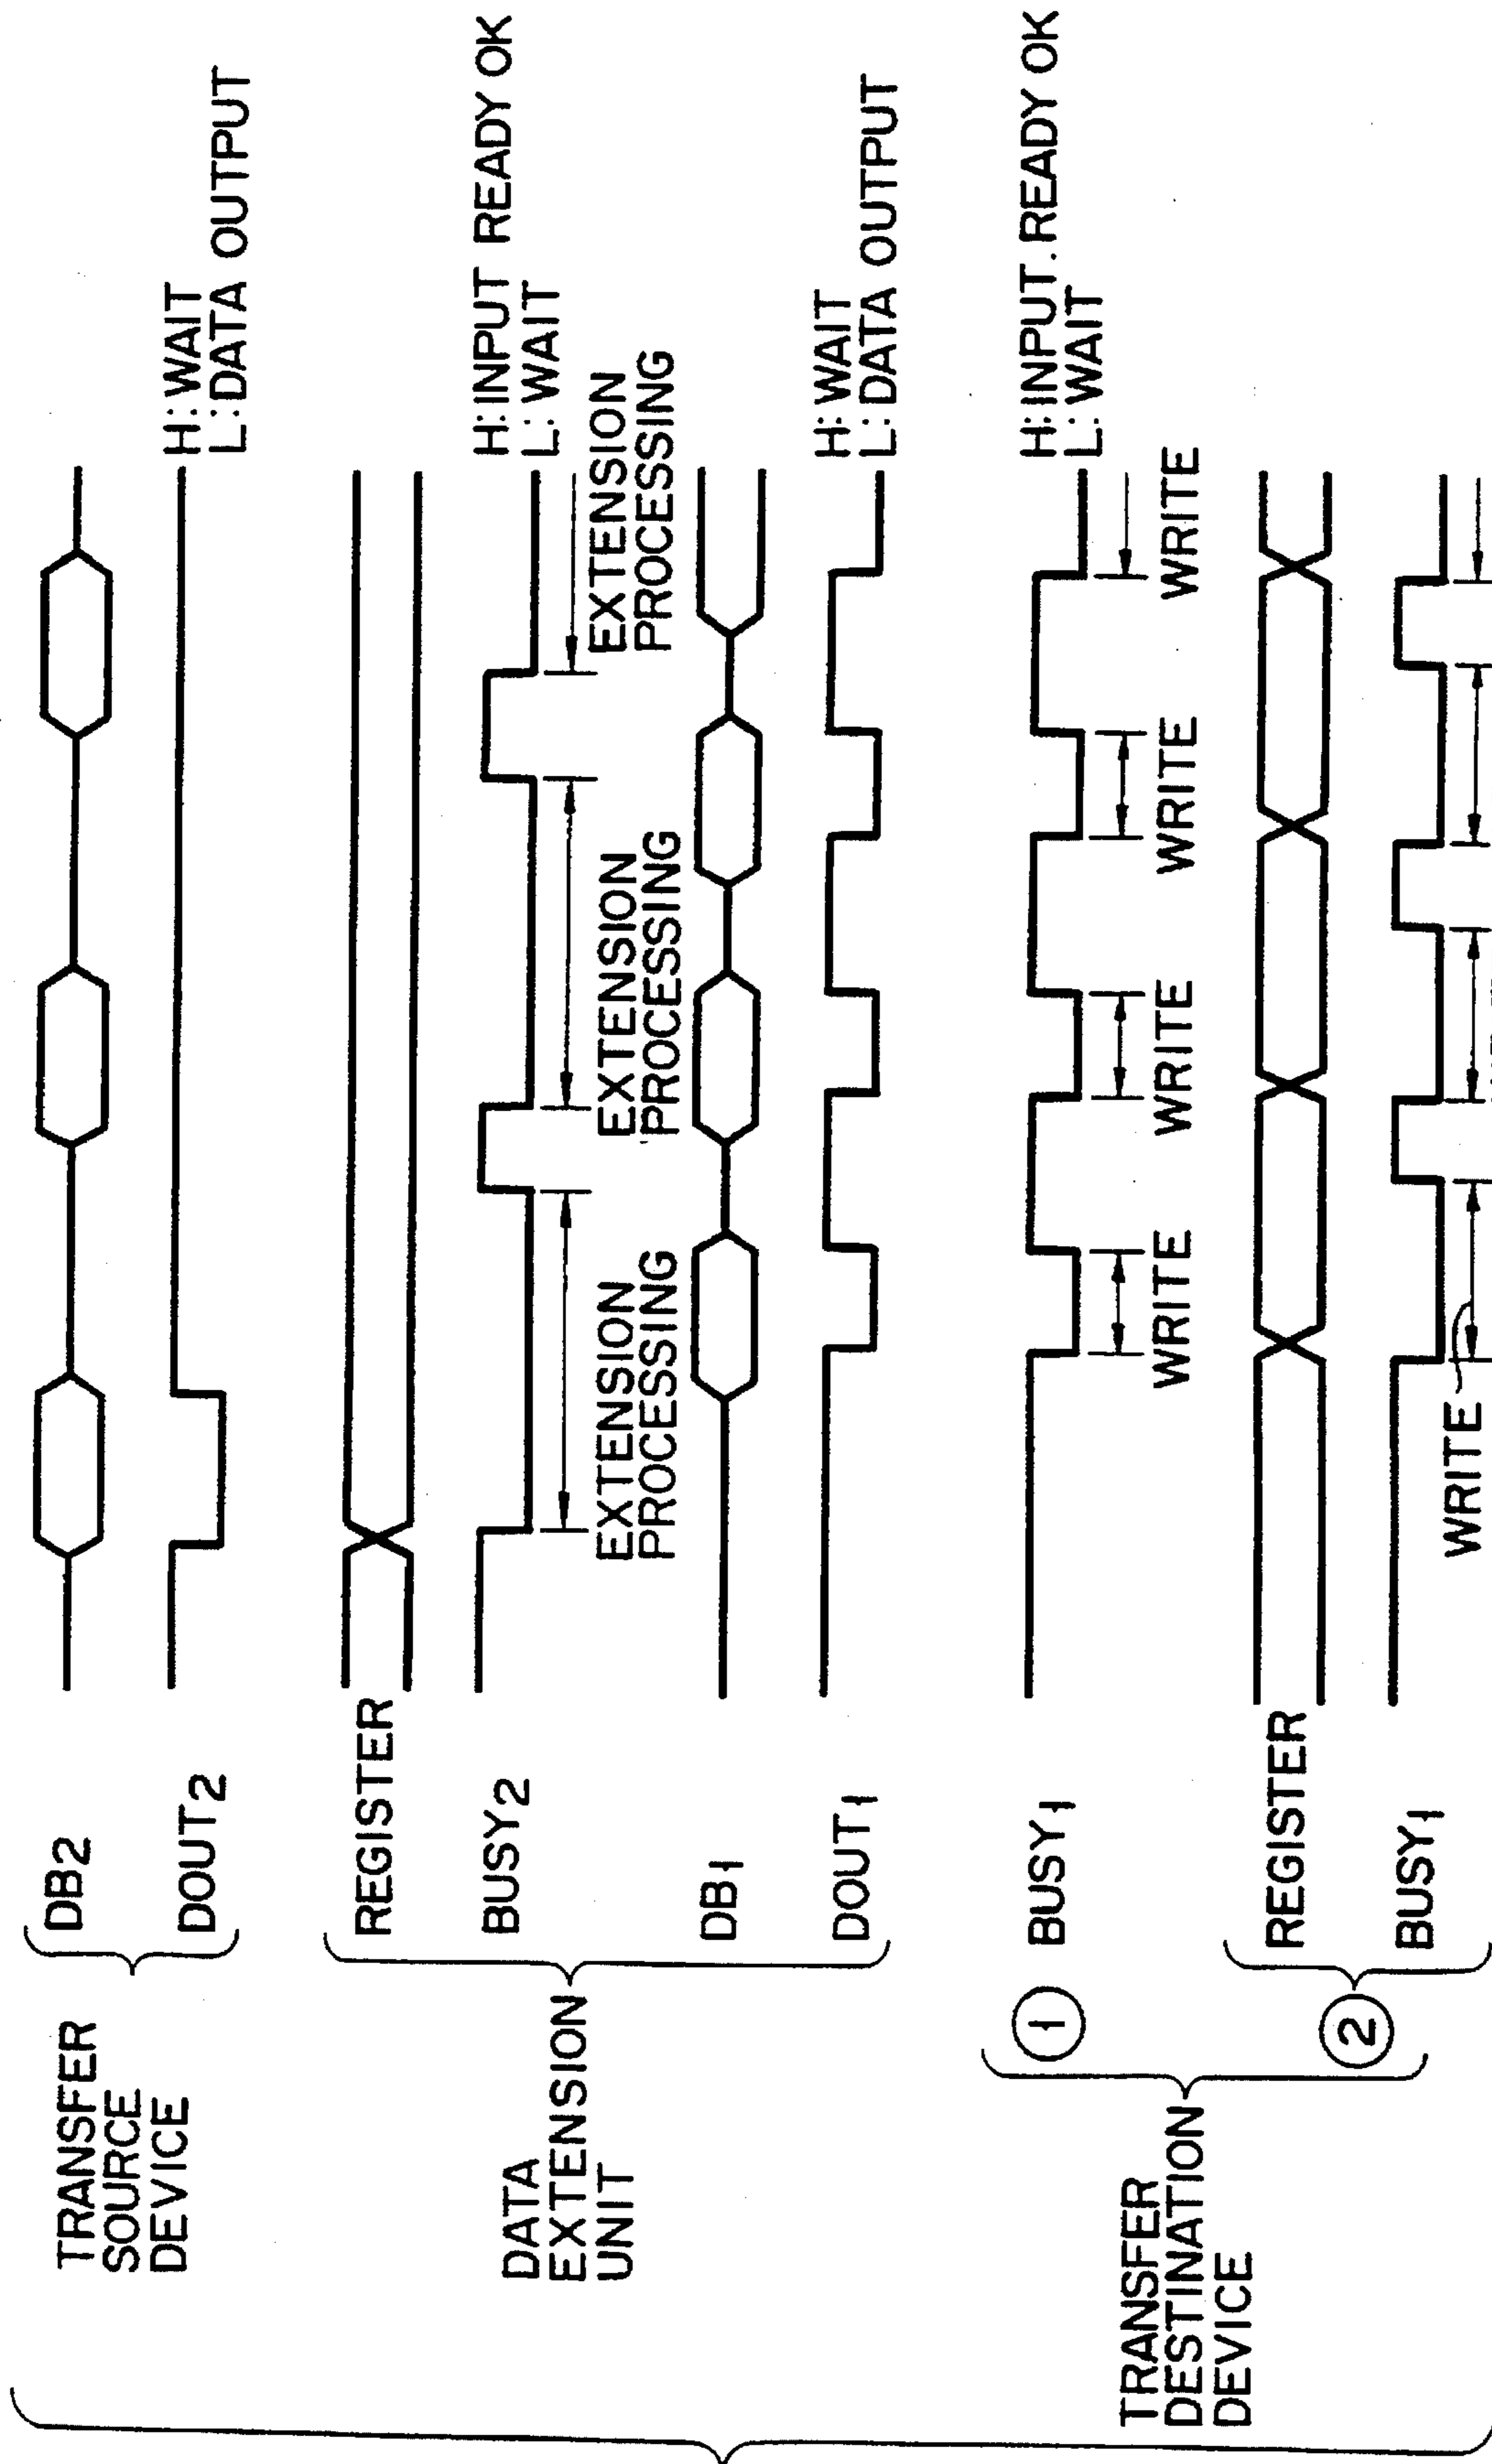 TRANSFER
SOURCE
DEVICE
DB2
DOUT2
H: WAIT
L: DATA OUTPUT
DATA
EXTENSION
UNIT
REGISTER
BUSY2
H: INPUT READY OK
L: WAIT
EXTENSION
PROCESSING
EXTENSION
PROCESSING
EXTENSION
PROCESSING
DB1
DOUT1
H: WAIT
L: DATA OUTPUT
TRANSFER
DESTINATION
DEVICE
1 BUSY1
H: INPUT. READY OK
L: WAIT
WRITE WRITE WRITE WRITE
2
REGISTER
BUSY1
WRITE